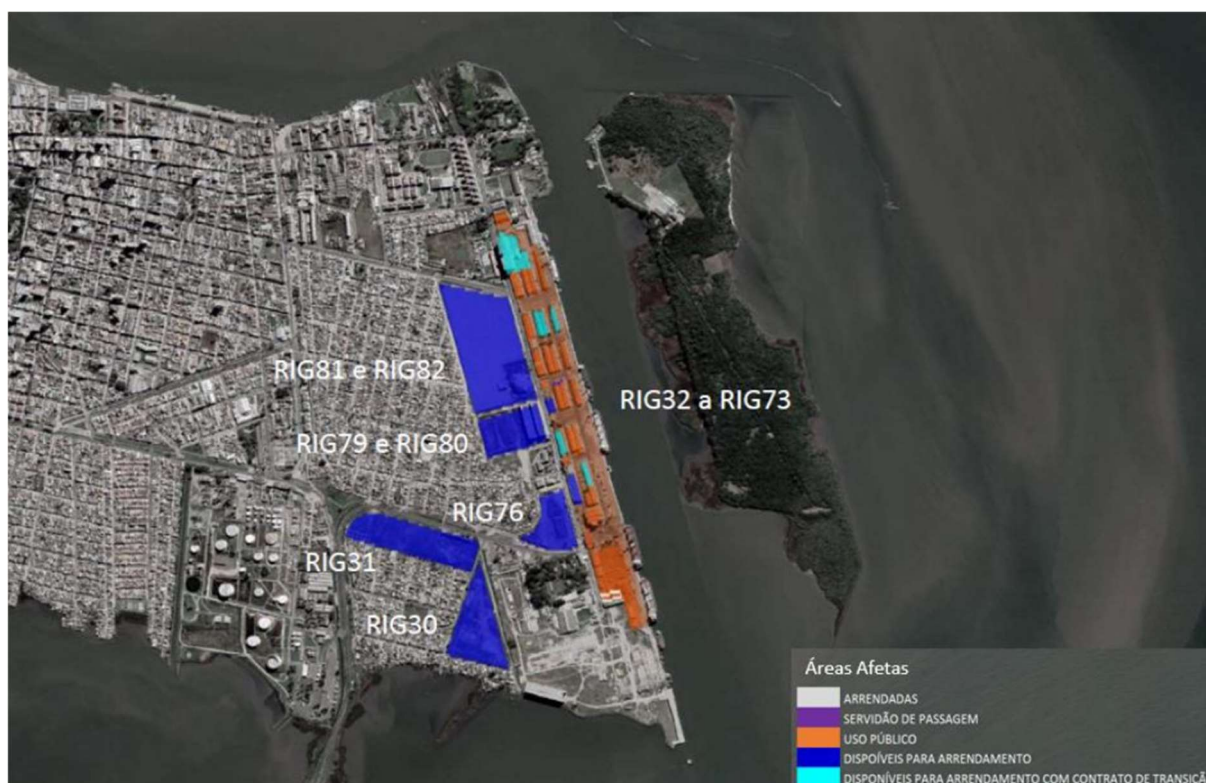 RIG81 e RIG82
RIG32 a RIG73
RIG79 e RIG80
RIG76
RIG31
RIG30
Áreas Afetas
ARRENDADAS
SERVIDÃO DE PASSAGEM
USO PÚBLICO
DISPOÍVEIS PARA ARRENDAMENTO
DISPONÍVEIS PARA ARRENDAMENTO COM CONTRATO DE TRANSIÇÃ